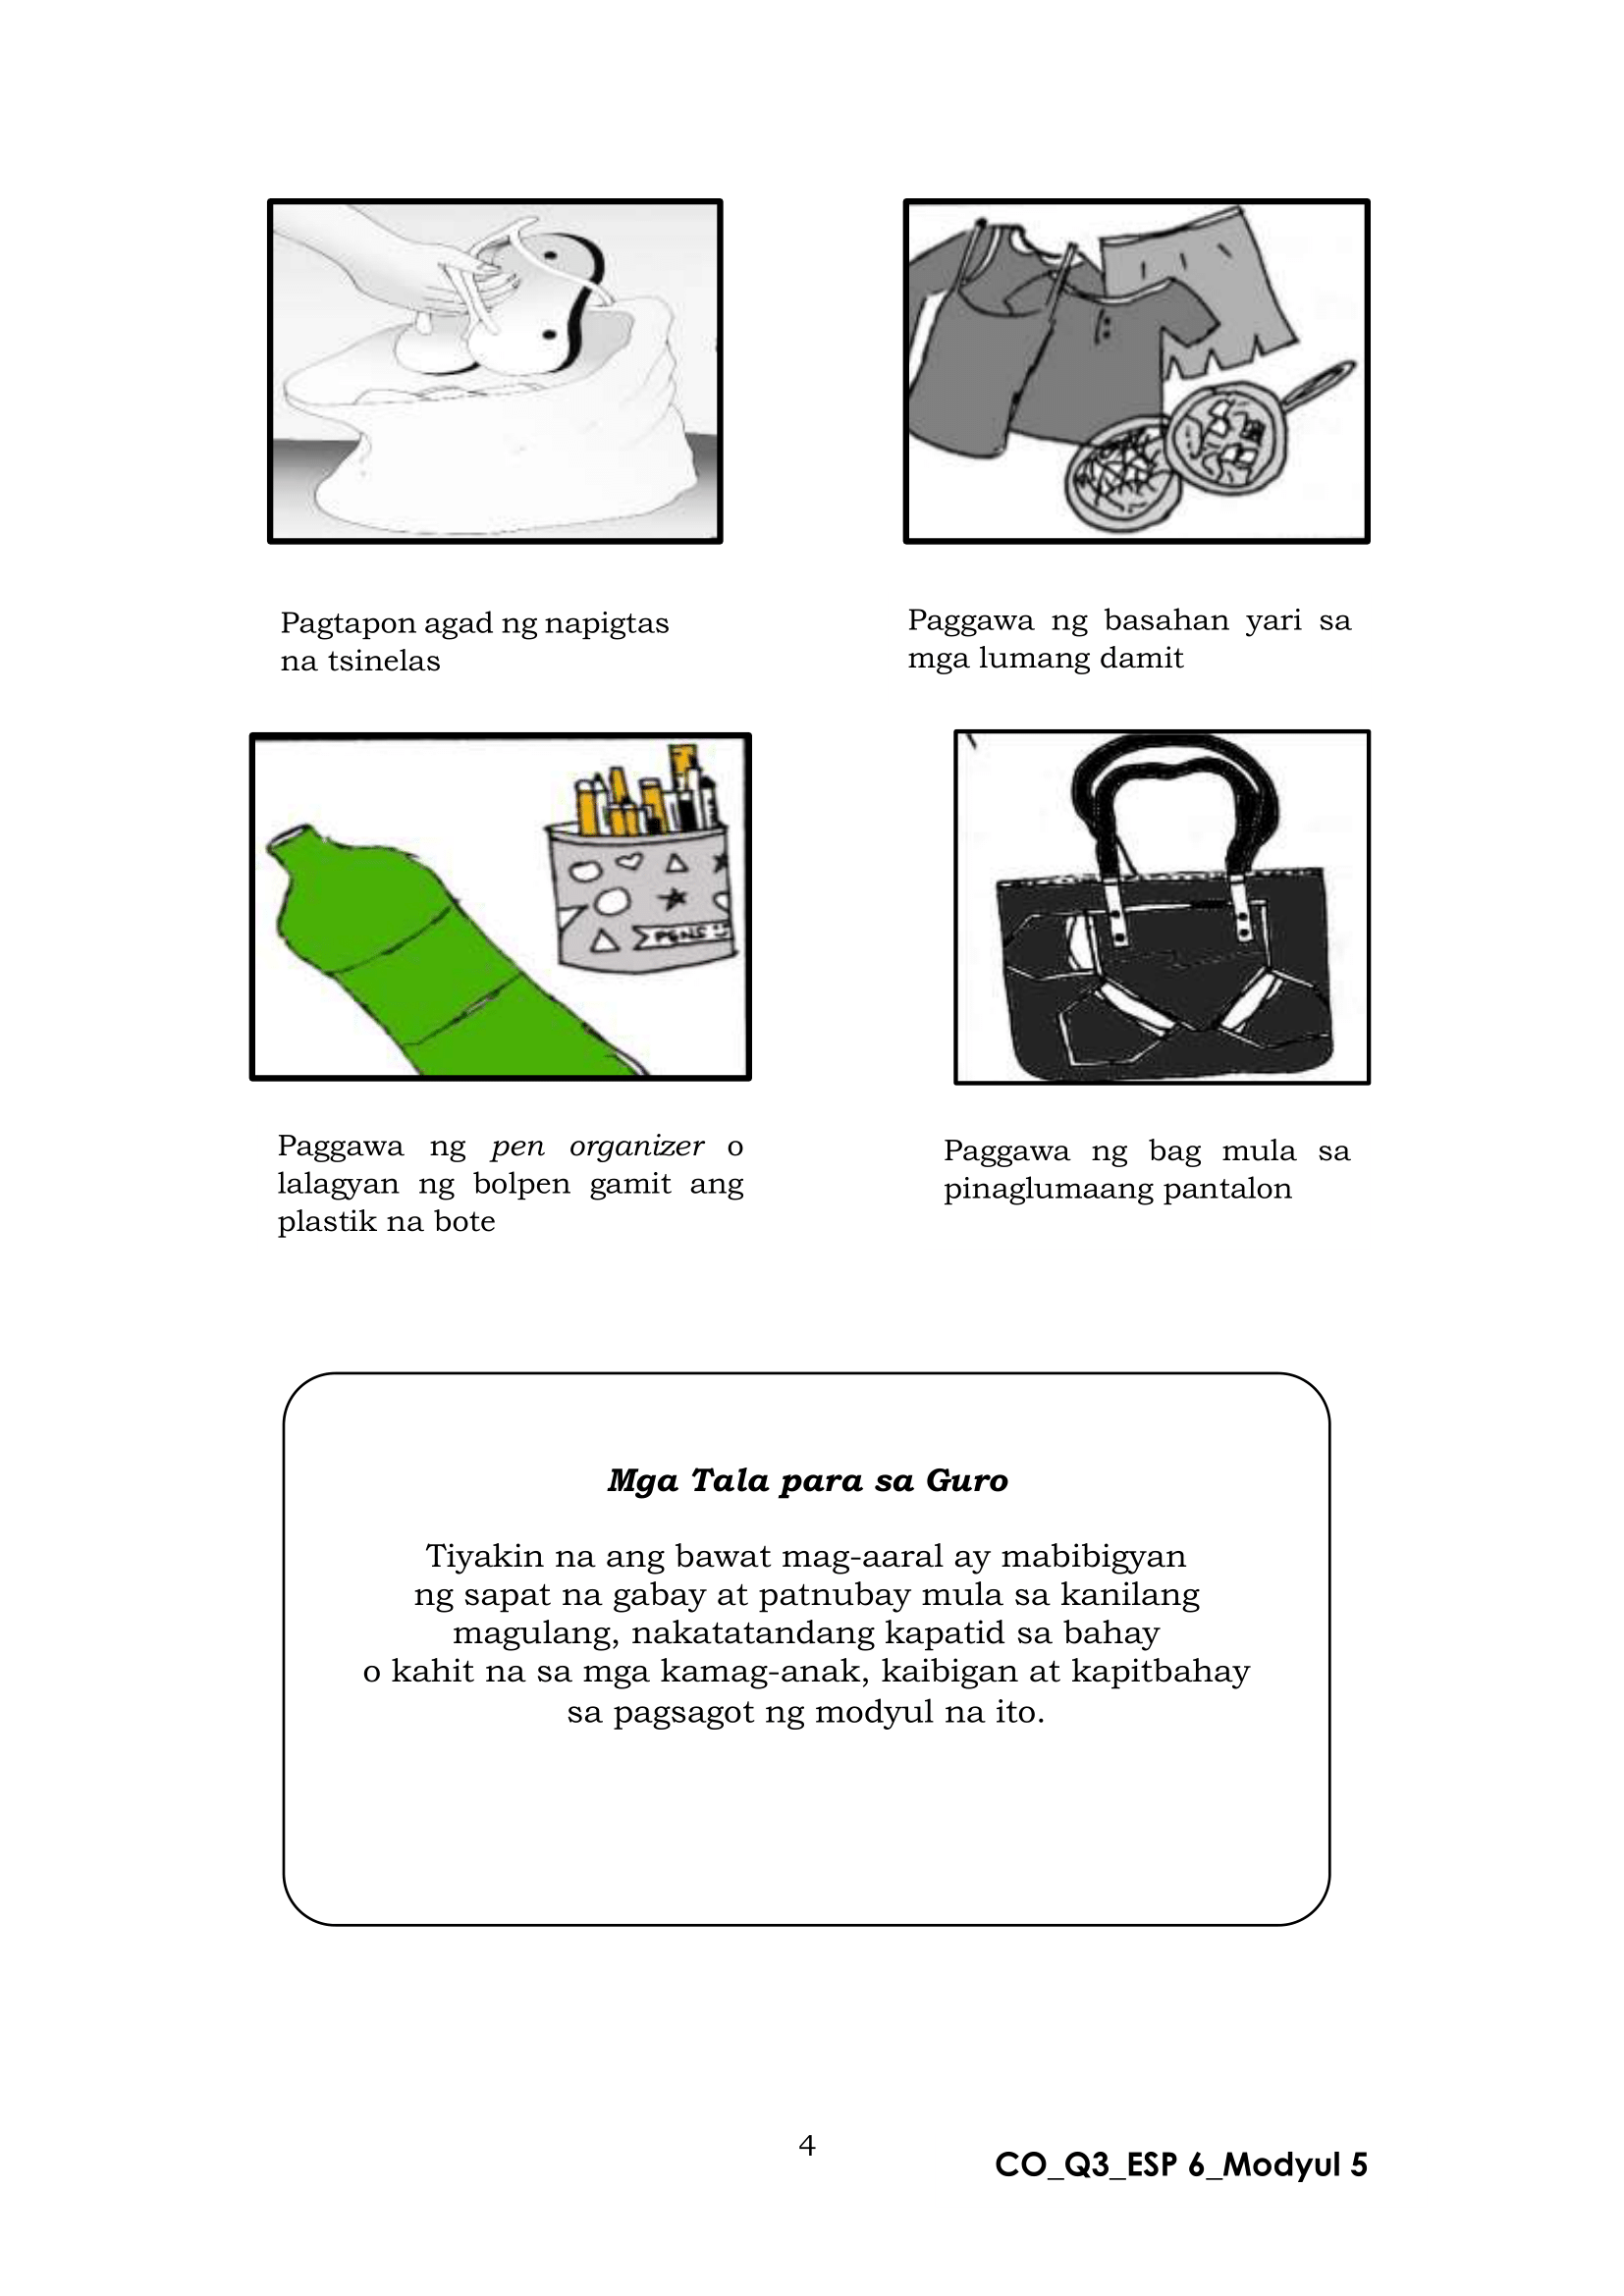 Pagtapon agad ng napigtas
na tsinelas
Paggawa ng basahan yari sa
mga lumang damit
PENS
Paggawa ng pen organizer o
lalagyan ng bolpen gamit ang
plastik na bote
Paggawa ng bag mula sa
pinaglumaang pantalon
Mga Tala para sa Guro
Tiyakin na ang bawat mag-aaral ay mabibigyan
ng sapat na gabay at patnubay mula sa kanilang
magulang, nakatatandang kapatid sa bahay
o kahit na sa mga kamag-anak, kaibigan at kapitbahay
sa pagsagot ng modyul na ito.
4
CO_Q3_ESP 6_Modyul 5